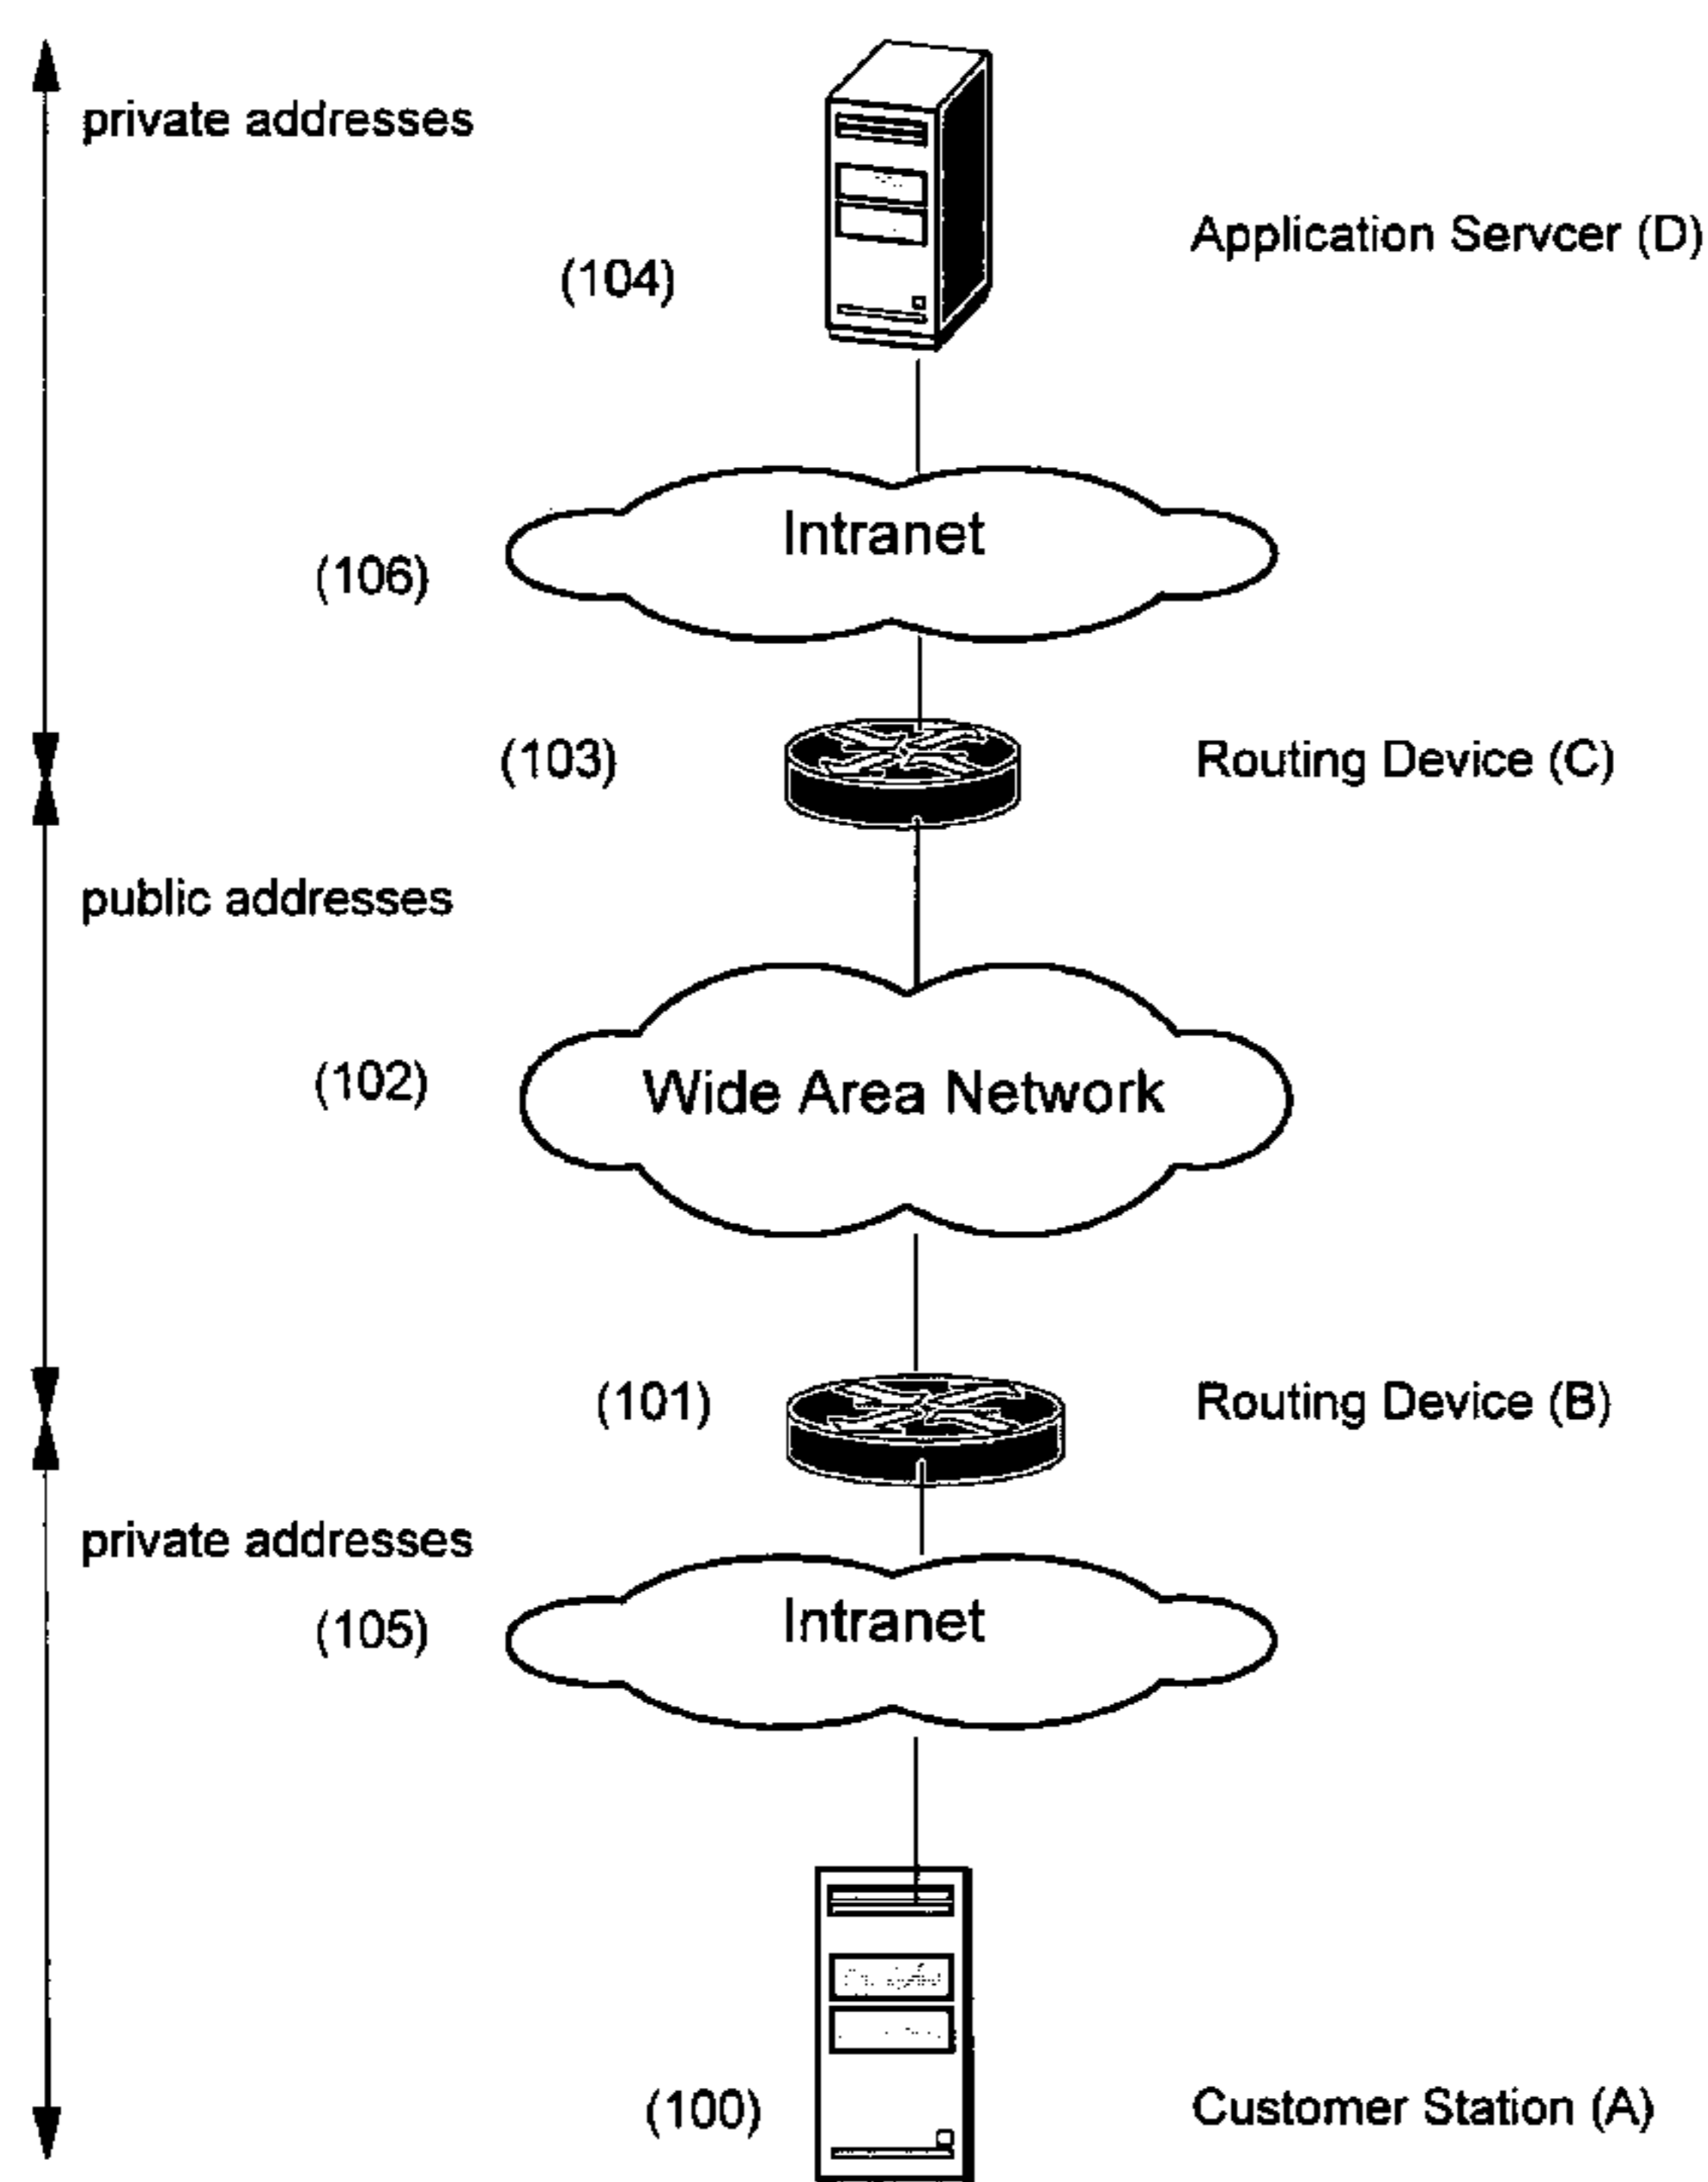 private addresses
Application Servcer (D)
(104)
Intranet
(106)
(103)
Routing Device (C)
public addresses
(102)
Wide Area Network
(101)
Routing Device (B)
private addresses
(105)
Intranet
(100)
Customer Station (A)